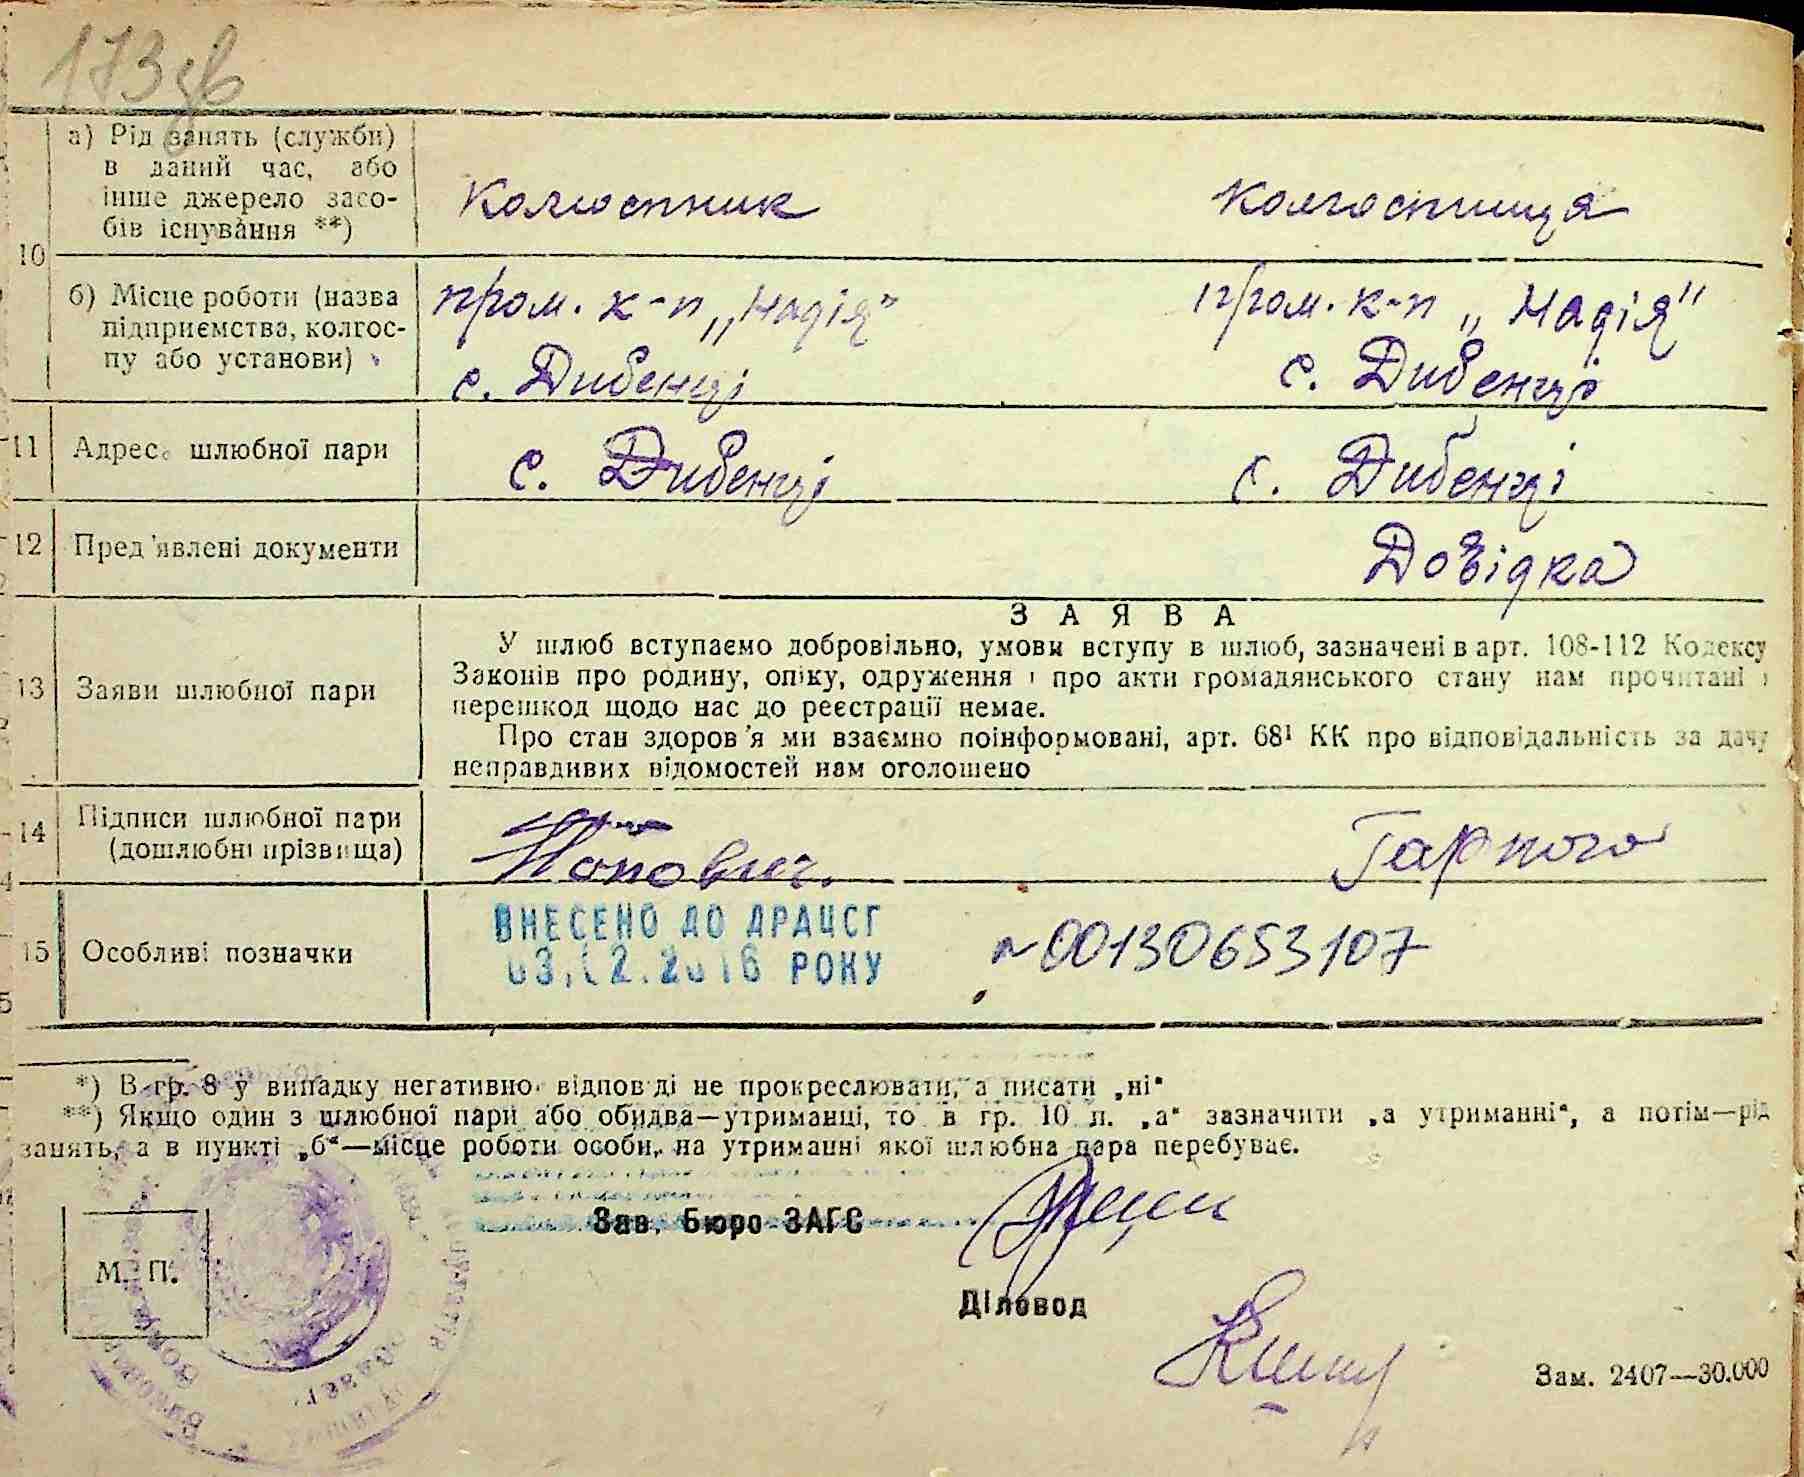 173 зв
а) Рід занять (служби)
в даний час, або
інше джерело засо-
бів існування **)
Колгоспник
Колгоспниця
10
б) Місце роботи (назва
підприємства, колгос-
пу або установи)
пром. к-п „Надія”
с. Дибенці
пром. к-п „Надія”
с. Дибенці
11
Адреса шлюбної пари
с. Дибенці
с. Дибенці
12
Пред'явлені документи
Довідка
13
Заяви шлюбної пари
ЗАЯВА
У шлюб вступаємо добровільно, умови вступу в шлюб, зазначені в арт. 108-112 Кодексу
Законів про родину, опіку, одруження і про акти громадянського стану нам прочитані і
перешкод щодо нас до реєстрації немає.
Про стан здоров'я ми взаємно поінформовані, арт. 68¹ КК про відповідальність за дачу
неправдивих відомостей нам оголошено
14
Підписи шлюбної пари
(дошлюбні прізвища)
Попович
15
Особливі позначки
ВНЕСЕНО ДО ДРАЦСГ
03.12.2016 РОКУ
N00130653107
*) В гр. 8 у випадку негативної відповіді не прокреслювати, а писати „ні“
**) Якщо один з шлюбної пари або обидва—утриманці, то в гр. 10 п. „а“ зазначити „а утриманні“, а потім—рід
занять, а в пункті „б“—місце роботи особи, на утриманні якої шлюбна пара перебуває.
Зав. Бюро ЗАГС
М. П.
Діловод
Зам. 2407—30.000